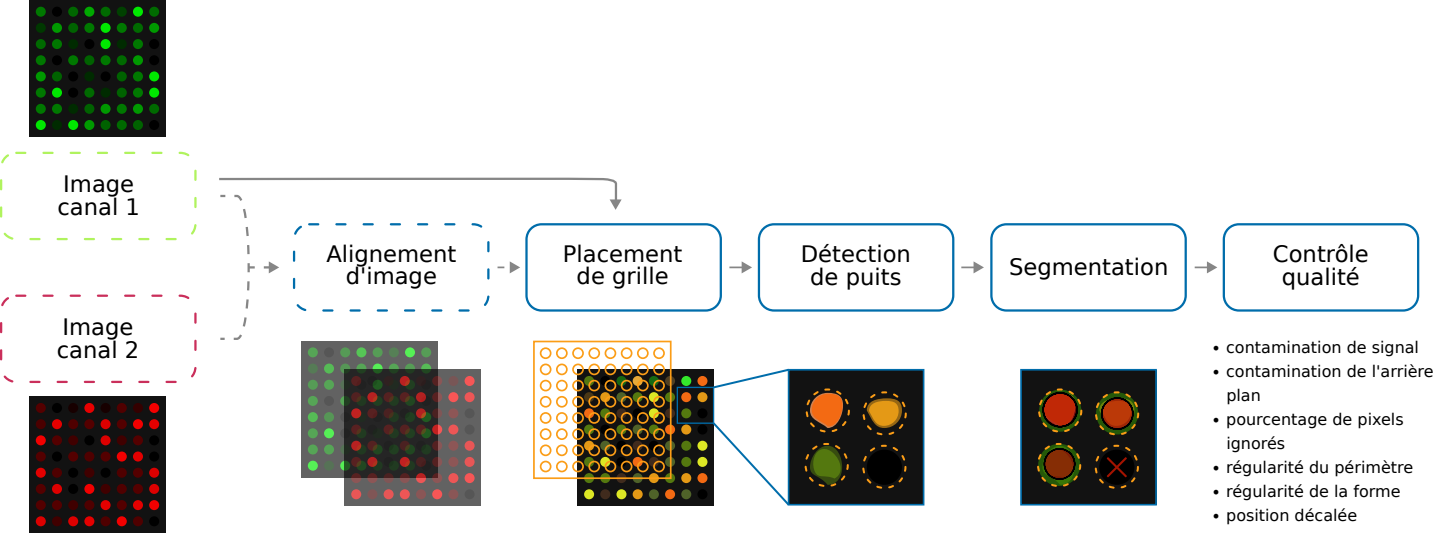 Image
canal 1
Image
canal 2
Alignement
d'image
Placement
de grille
Détection
de puits
Segmentation
Contrôle
qualité
• contamination de signal
• contamination de l'arrière
plan
• pourcentage de pixels
ignorés
• régularité du périmètre
• régularité de la forme
• position décalée